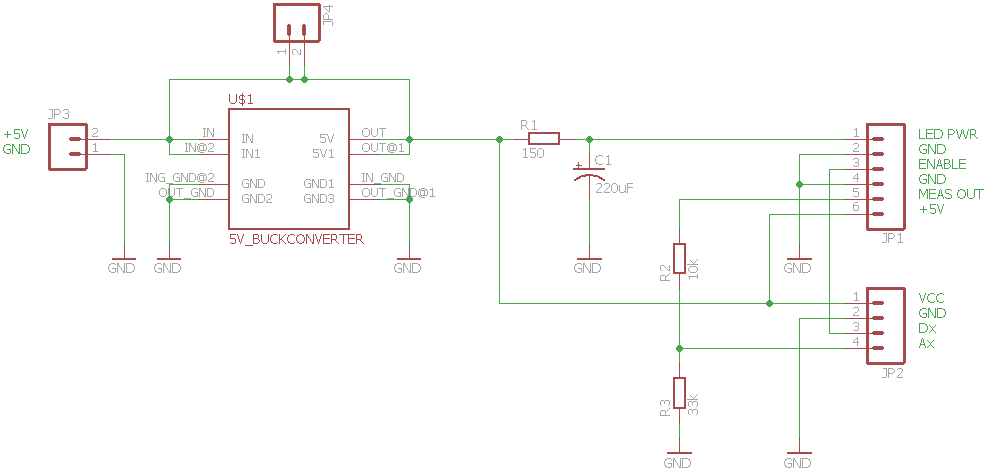 JP4
1
2
U$1
JP3
+5V
GND
2
1
IN
IN@2
ING_GND@2
OUT_GND
IN
IN1
GND
GND2
5V
5V1
GND1
GND3
OUT
OUT@1
IN_GND
OUT_GND@1
5V_BUCKCONVERTER
GND
GND
GND
R1
150
C1
+
220uF
GND
1
2
3
4
5
6
LED PWR
GND
ENABLE
GND
MEAS OUT
+5V
JP1
GND
R2
10k
1
2
3
4
VCC
GND
Dx
Ax
JP2
R3
33k
GND
GND